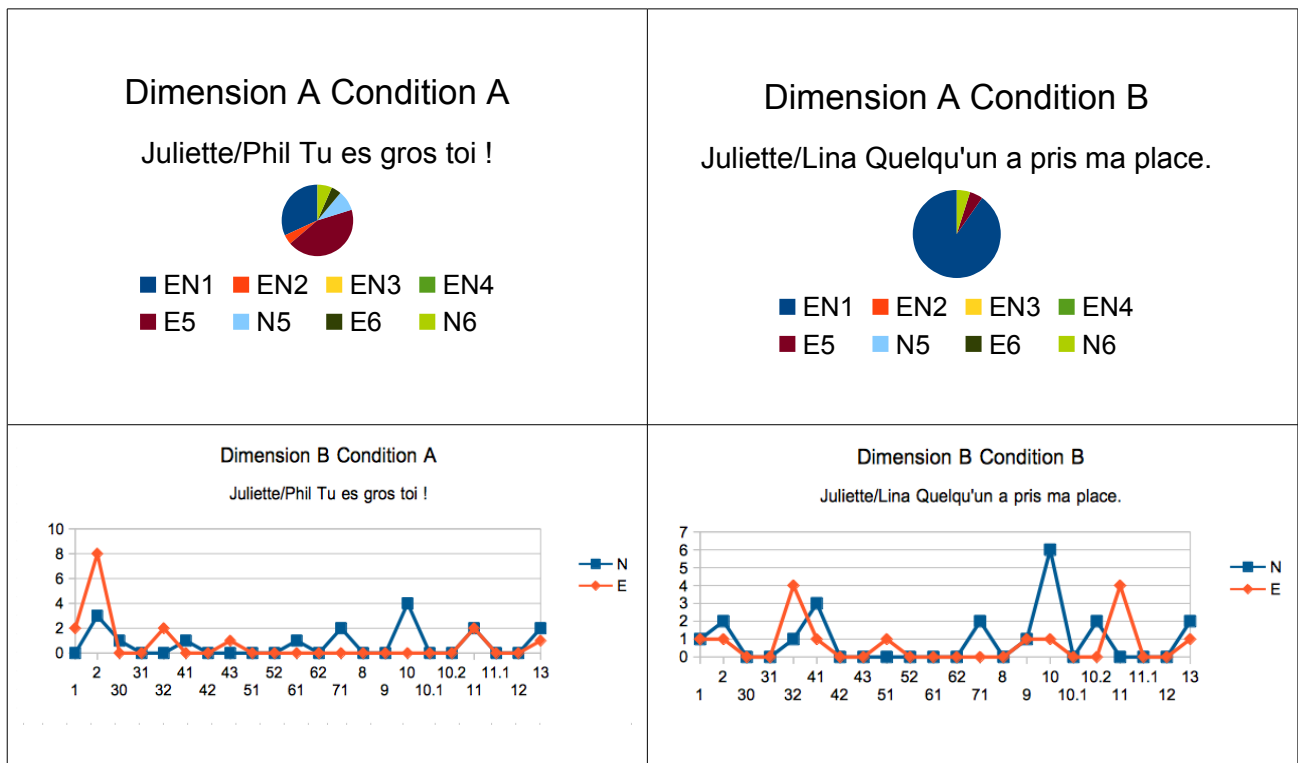 Dimension A Condition A
Juliette/Phil Tu es gros toi !
EN1 EN2 EN3 EN4
E5 N5 E6 N6
Dimension A Condition B
Juliette/Lina Quelqu'un a pris ma place.
EN1 EN2 EN3 EN4
E5 N5 E6 N6
Dimension B Condition A
Juliette/Phil Tu es gros toi !
10
8
6
4
2
0
N
E
2 31 41 43 52 62 8 10 10.2 11.1 13
1 30 32 42 51 61 71 9 10.1 11 12
Dimension B Condition B
Juliette/Lina Quelqu'un a pris ma place.
7
6
5
4
3
2
1
0
N
E
2 31 41 43 52 62 8 10 10.2 11.1 13
1 30 32 42 51 61 71 9 10.1 11 12